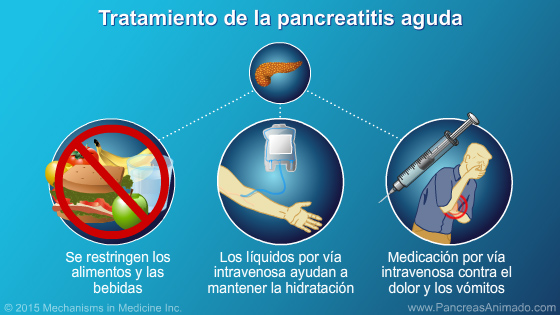 Tratamiento de la pancreatitis aguda
Se restringen los
alimentos y las
bebidas
Los líquidos por vía
intravenosa ayudan a
mantener la hidratación
Medicación por vía
intravenosa contra el
dolor y los vómitos
© 2015 Mechanisms in Medicine Inc.
www.PancreasAnimado.com